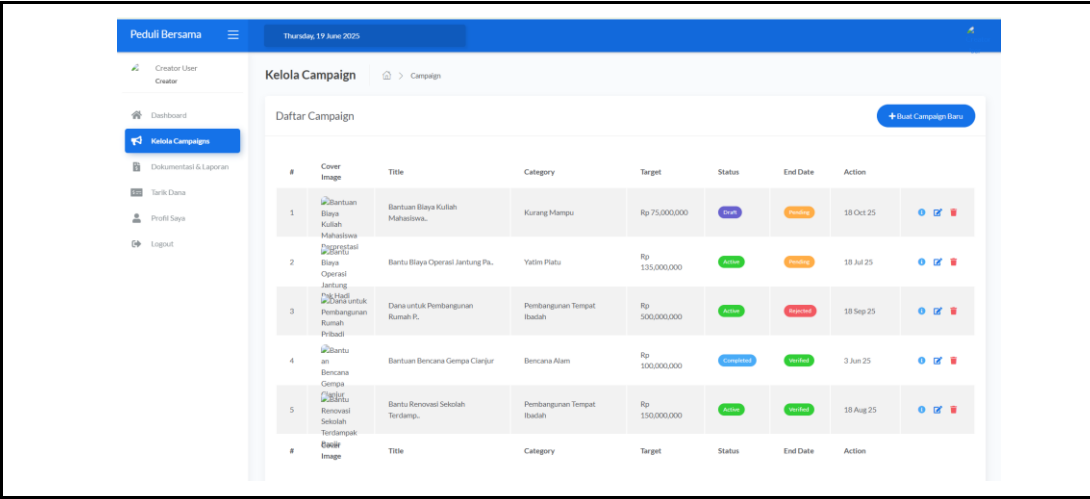 Peduli Bersama
Thursday, 19 June 2025
Creator User
Creator
Dashboard
Kelola Campaigns
Dokumentasi & Laporan
Tarik Dana
Profil Saya
Logout
Kelola Campaign > Campaign
Daftar Campaign
+ Buat Campaign Baru
# Cover Image Title Category Target Status End Date Action
1 Bantuan Biaya Kuliah Mahasiswa Berprestasi Bantuan Biaya Kuliah Mahasiswa.. Kurang Mampu Rp 75,000,000 Draft Pending 18 Oct 25
2 Bantu Biaya Operasi Jantung Pak Hadi Bantu Biaya Operasi Jantung Pa.. Yatim Piatu Rp 135,000,000 Active Pending 18 Jul 25
3 Dana untuk Pembangunan Rumah Pribadi Dana untuk Pembangunan Rumah P.. Pembangunan Tempat Ibadah Rp 500,000,000 Active Rejected 18 Sep 25
4 Bantu an Bencana Gempa Cianjur Bantuan Bencana Gempa Cianjur Bencana Alam Rp 100,000,000 Completed Verified 3 Jun 25
5 Bantu Renovasi Sekolah Terdampak Banjir Bantu Renovasi Sekolah Terdamp.. Pembangunan Tempat Ibadah Rp 150,000,000 Active Verified 18 Aug 25
# Cover Image Title Category Target Status End Date Action